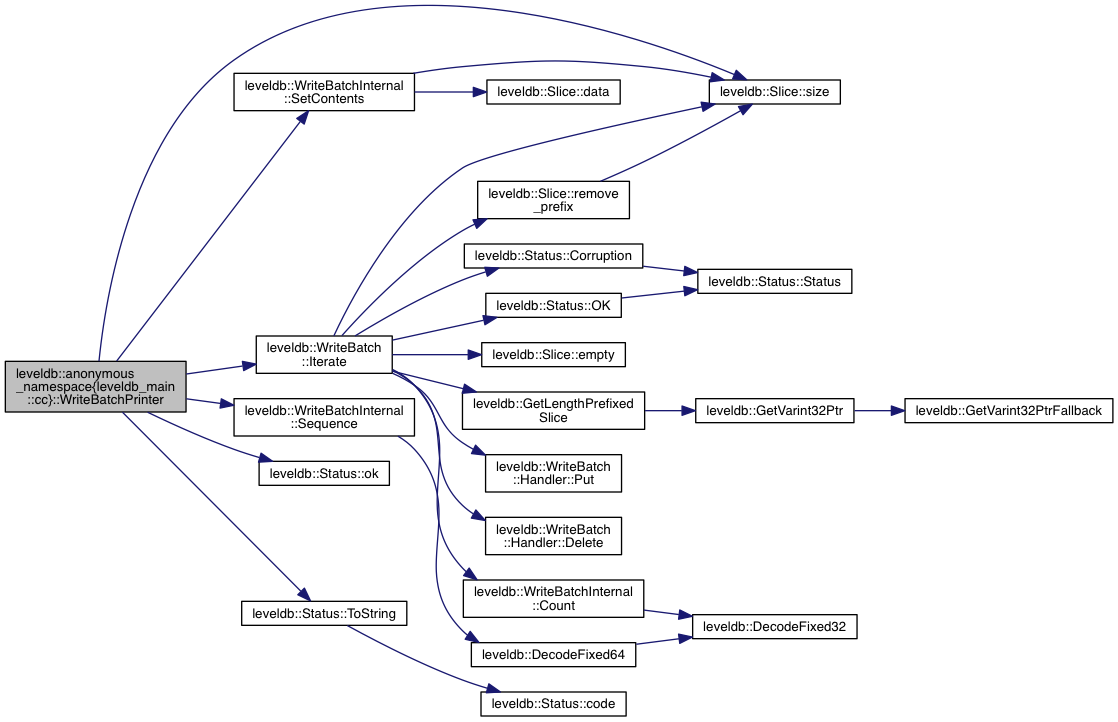 leveldb::anonymous
_namespace{leveldb_main
::cc}::WriteBatchPrinter
leveldb::WriteBatchInternal
::SetContents
leveldb::Slice::data
leveldb::Slice::size
leveldb::Slice::remove
_prefix
leveldb::Status::Corruption
leveldb::Status::Status
leveldb::Status::OK
leveldb::WriteBatch
::Iterate
leveldb::Slice::empty
leveldb::GetLengthPrefixed
Slice
leveldb::GetVarint32Ptr
leveldb::GetVarint32PtrFallback
leveldb::WriteBatchInternal
::Sequence
leveldb::Status::ok
leveldb::WriteBatch
::Handler::Put
leveldb::WriteBatch
::Handler::Delete
leveldb::WriteBatchInternal
::Count
leveldb::DecodeFixed32
leveldb::Status::ToString
leveldb::DecodeFixed64
leveldb::Status::code